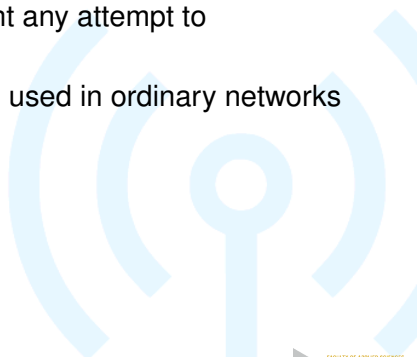 nt any attempt to
used in ordinary networks